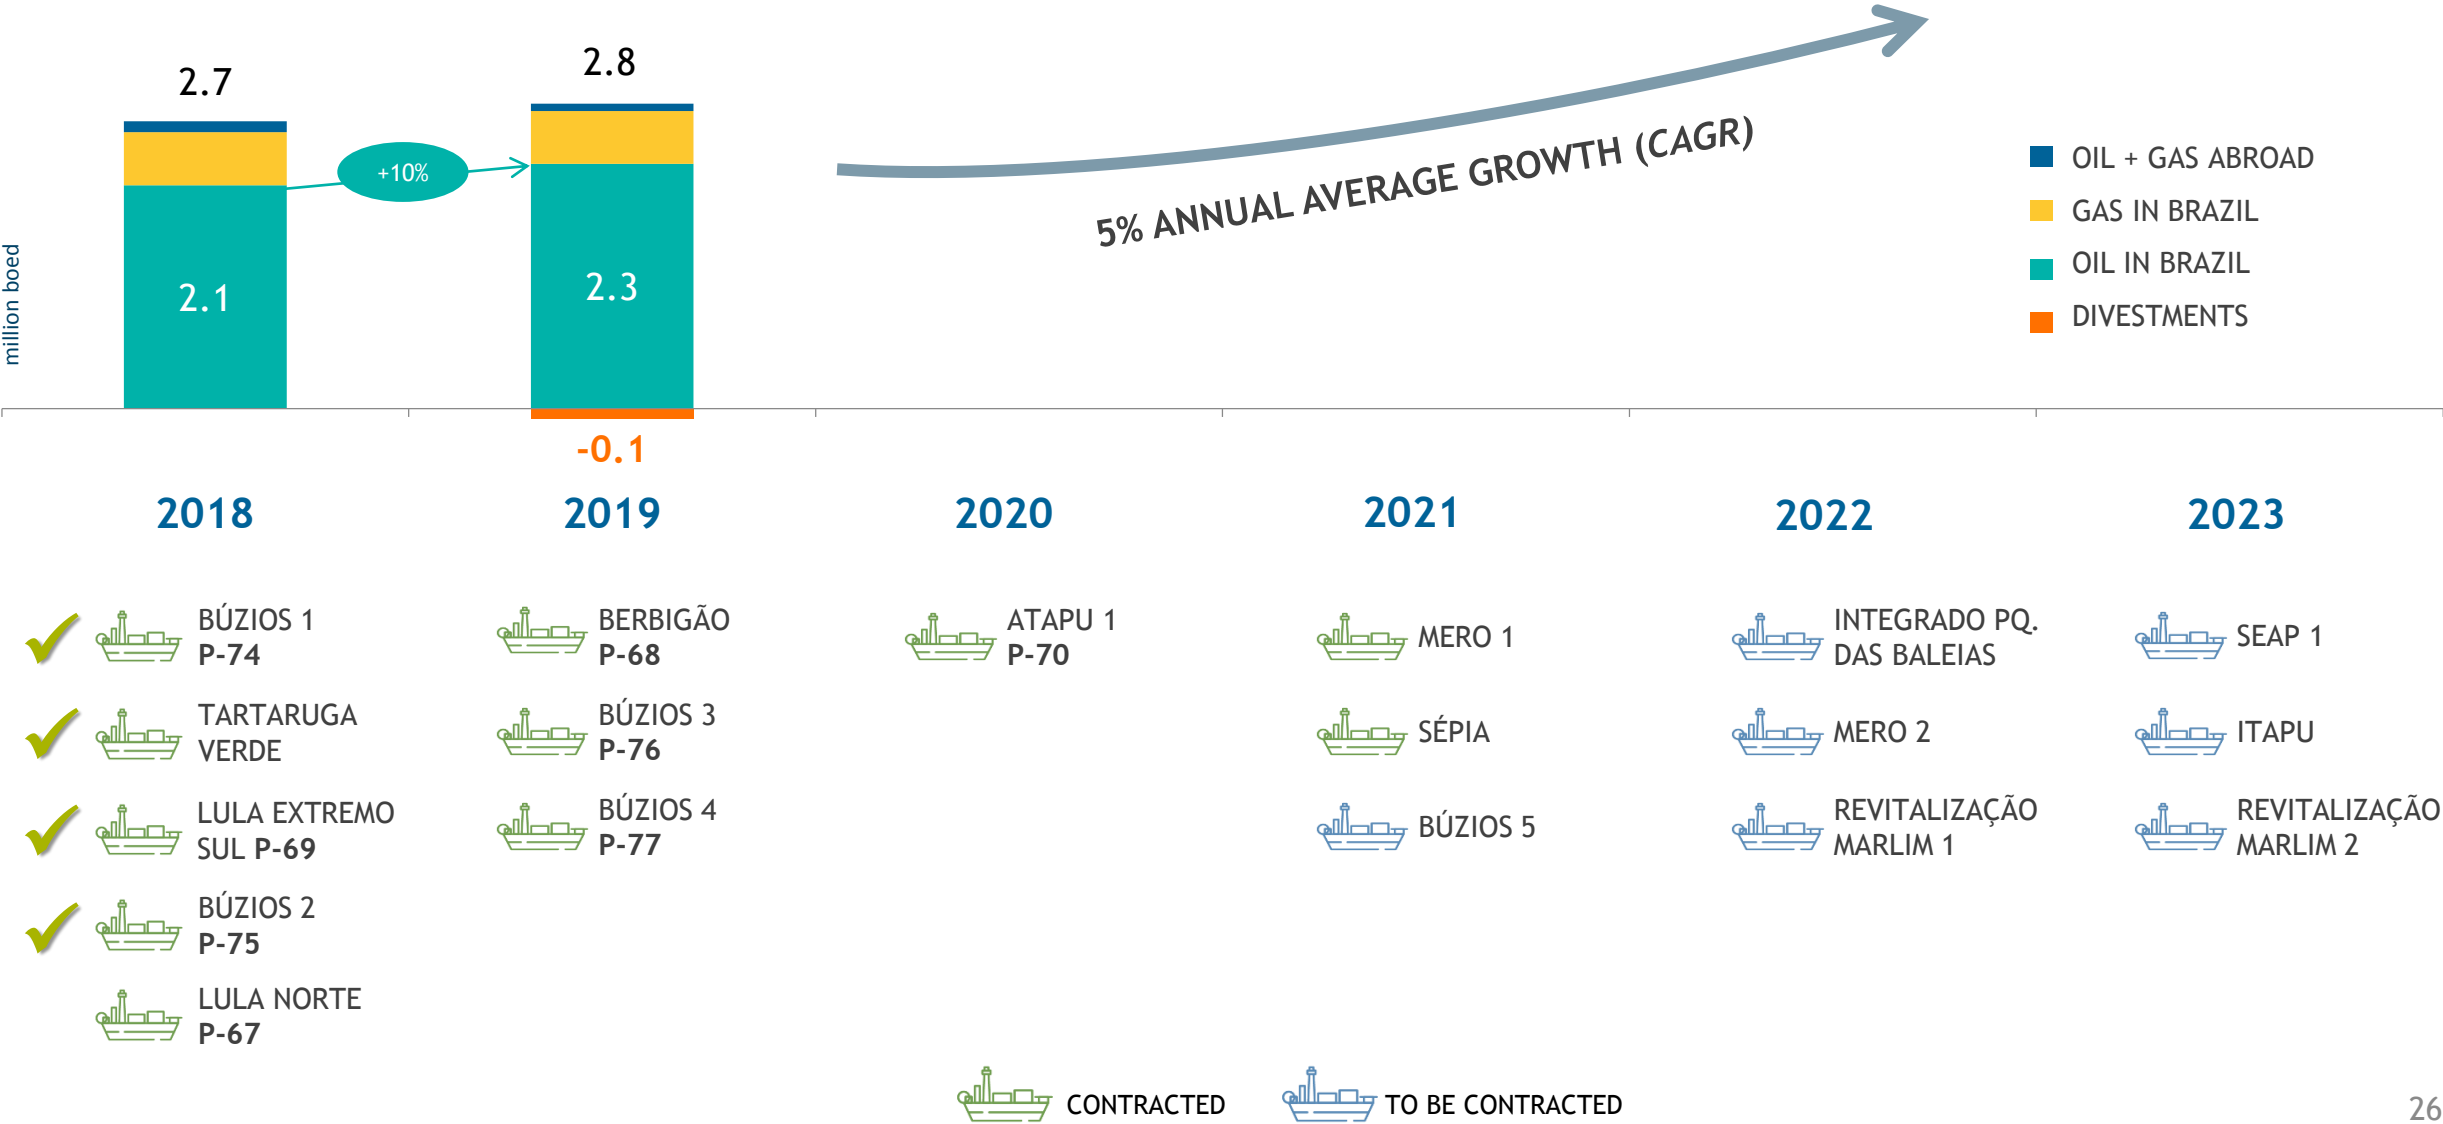 2.7
2.8
+10%
5% ANNUAL AVERAGE GROWTH (CAGR)
OIL + GAS ABROAD
GAS IN BRAZIL
OIL IN BRAZIL
DIVESTMENTS
million boed
2.1
2.3
-0.1
2018
2019
2020
2021
2022
2023
BÚZIOS 1
P-74
TARTARUGA
VERDE
LULA EXTREMO
SUL P-69
BÚZIOS 2
P-75
LULA NORTE
P-67
BERBIGÃO
P-68
BÚZIOS 3
P-76
BÚZIOS 4
P-77
ATAPU 1
P-70
MERO 1
SÉPIA
BÚZIOS 5
INTEGRADO PQ.
DAS BALEIAS
MERO 2
REVITALIZAÇÃO
MARLIM 1
SEAP 1
ITAPU
REVITALIZAÇÃO
MARLIM 2
CONTRACTED
TO BE CONTRACTED
26